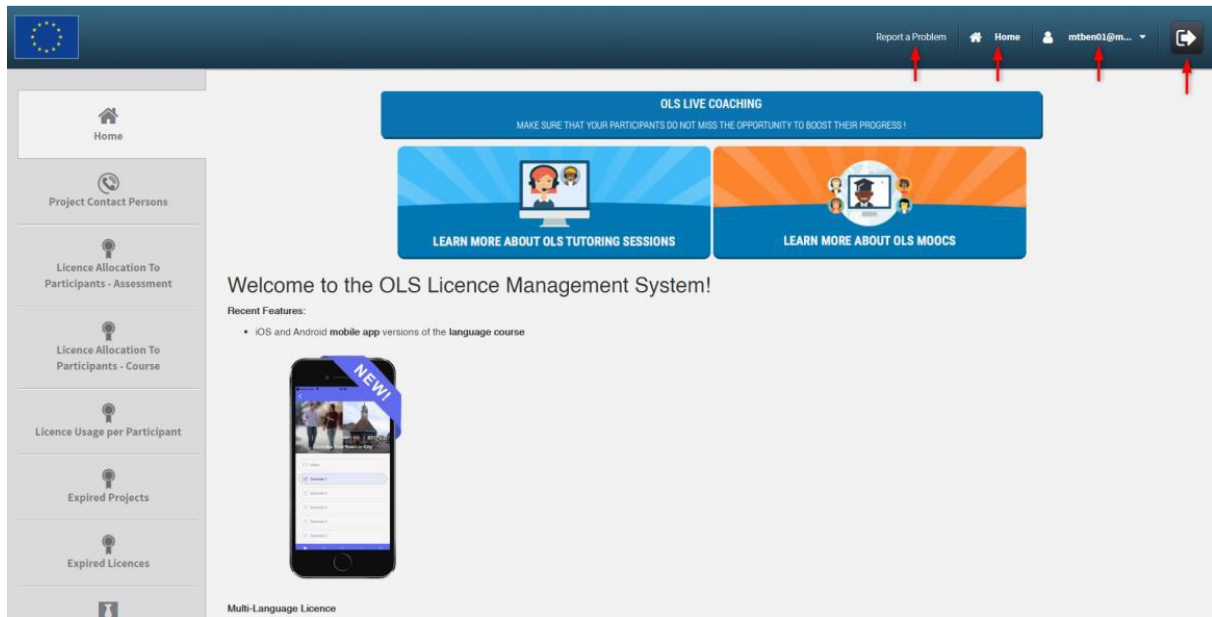 Report a Problem
Home
mtben01@m...
Home
Project Contact Persons
Licence Allocation To
Participants - Assessment
Licence Allocation To
Participants - Course
Licence Usage per Participant
Expired Projects
Expired Licences
OLS LIVE COACHING
MAKE SURE THAT YOUR PARTICIPANTS DO NOT MISS THE OPPORTUNITY TO BOOST THEIR PROGRESS !
LEARN MORE ABOUT OLS TUTORING SESSIONS
LEARN MORE ABOUT OLS MOOCS
Welcome to the OLS Licence Management System!
Recent Features:
• iOS and Android mobile app versions of the language course
NEW!
Multi-Language Licence